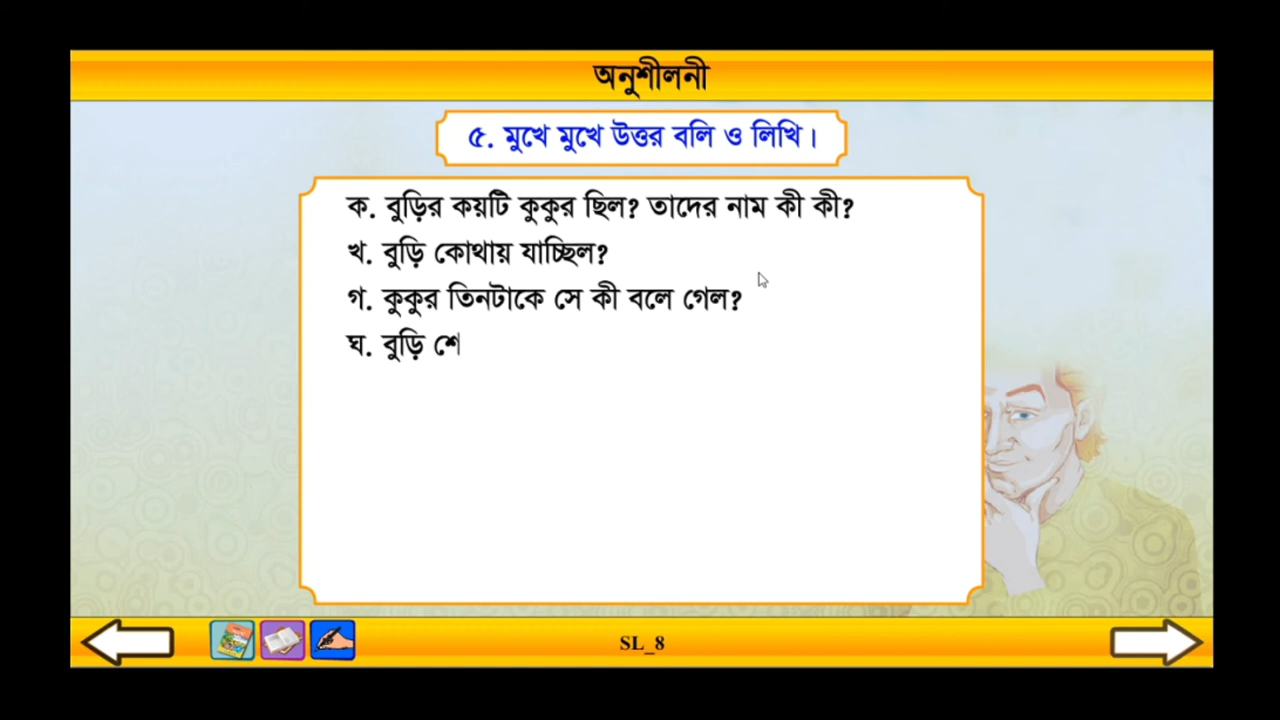 অনুশীলনী
৫. মুখে মুখে উত্তর বলি ও লিখি।
ক. বুড়ির কয়টি কুকুর ছিল? তাদের নাম কী কী?
খ. বুড়ি কোথায় যাচ্ছিল?
গ. কুকুর তিনটাকে সে কী বলে গেল?
ঘ. বুড়ি শে
SL_8